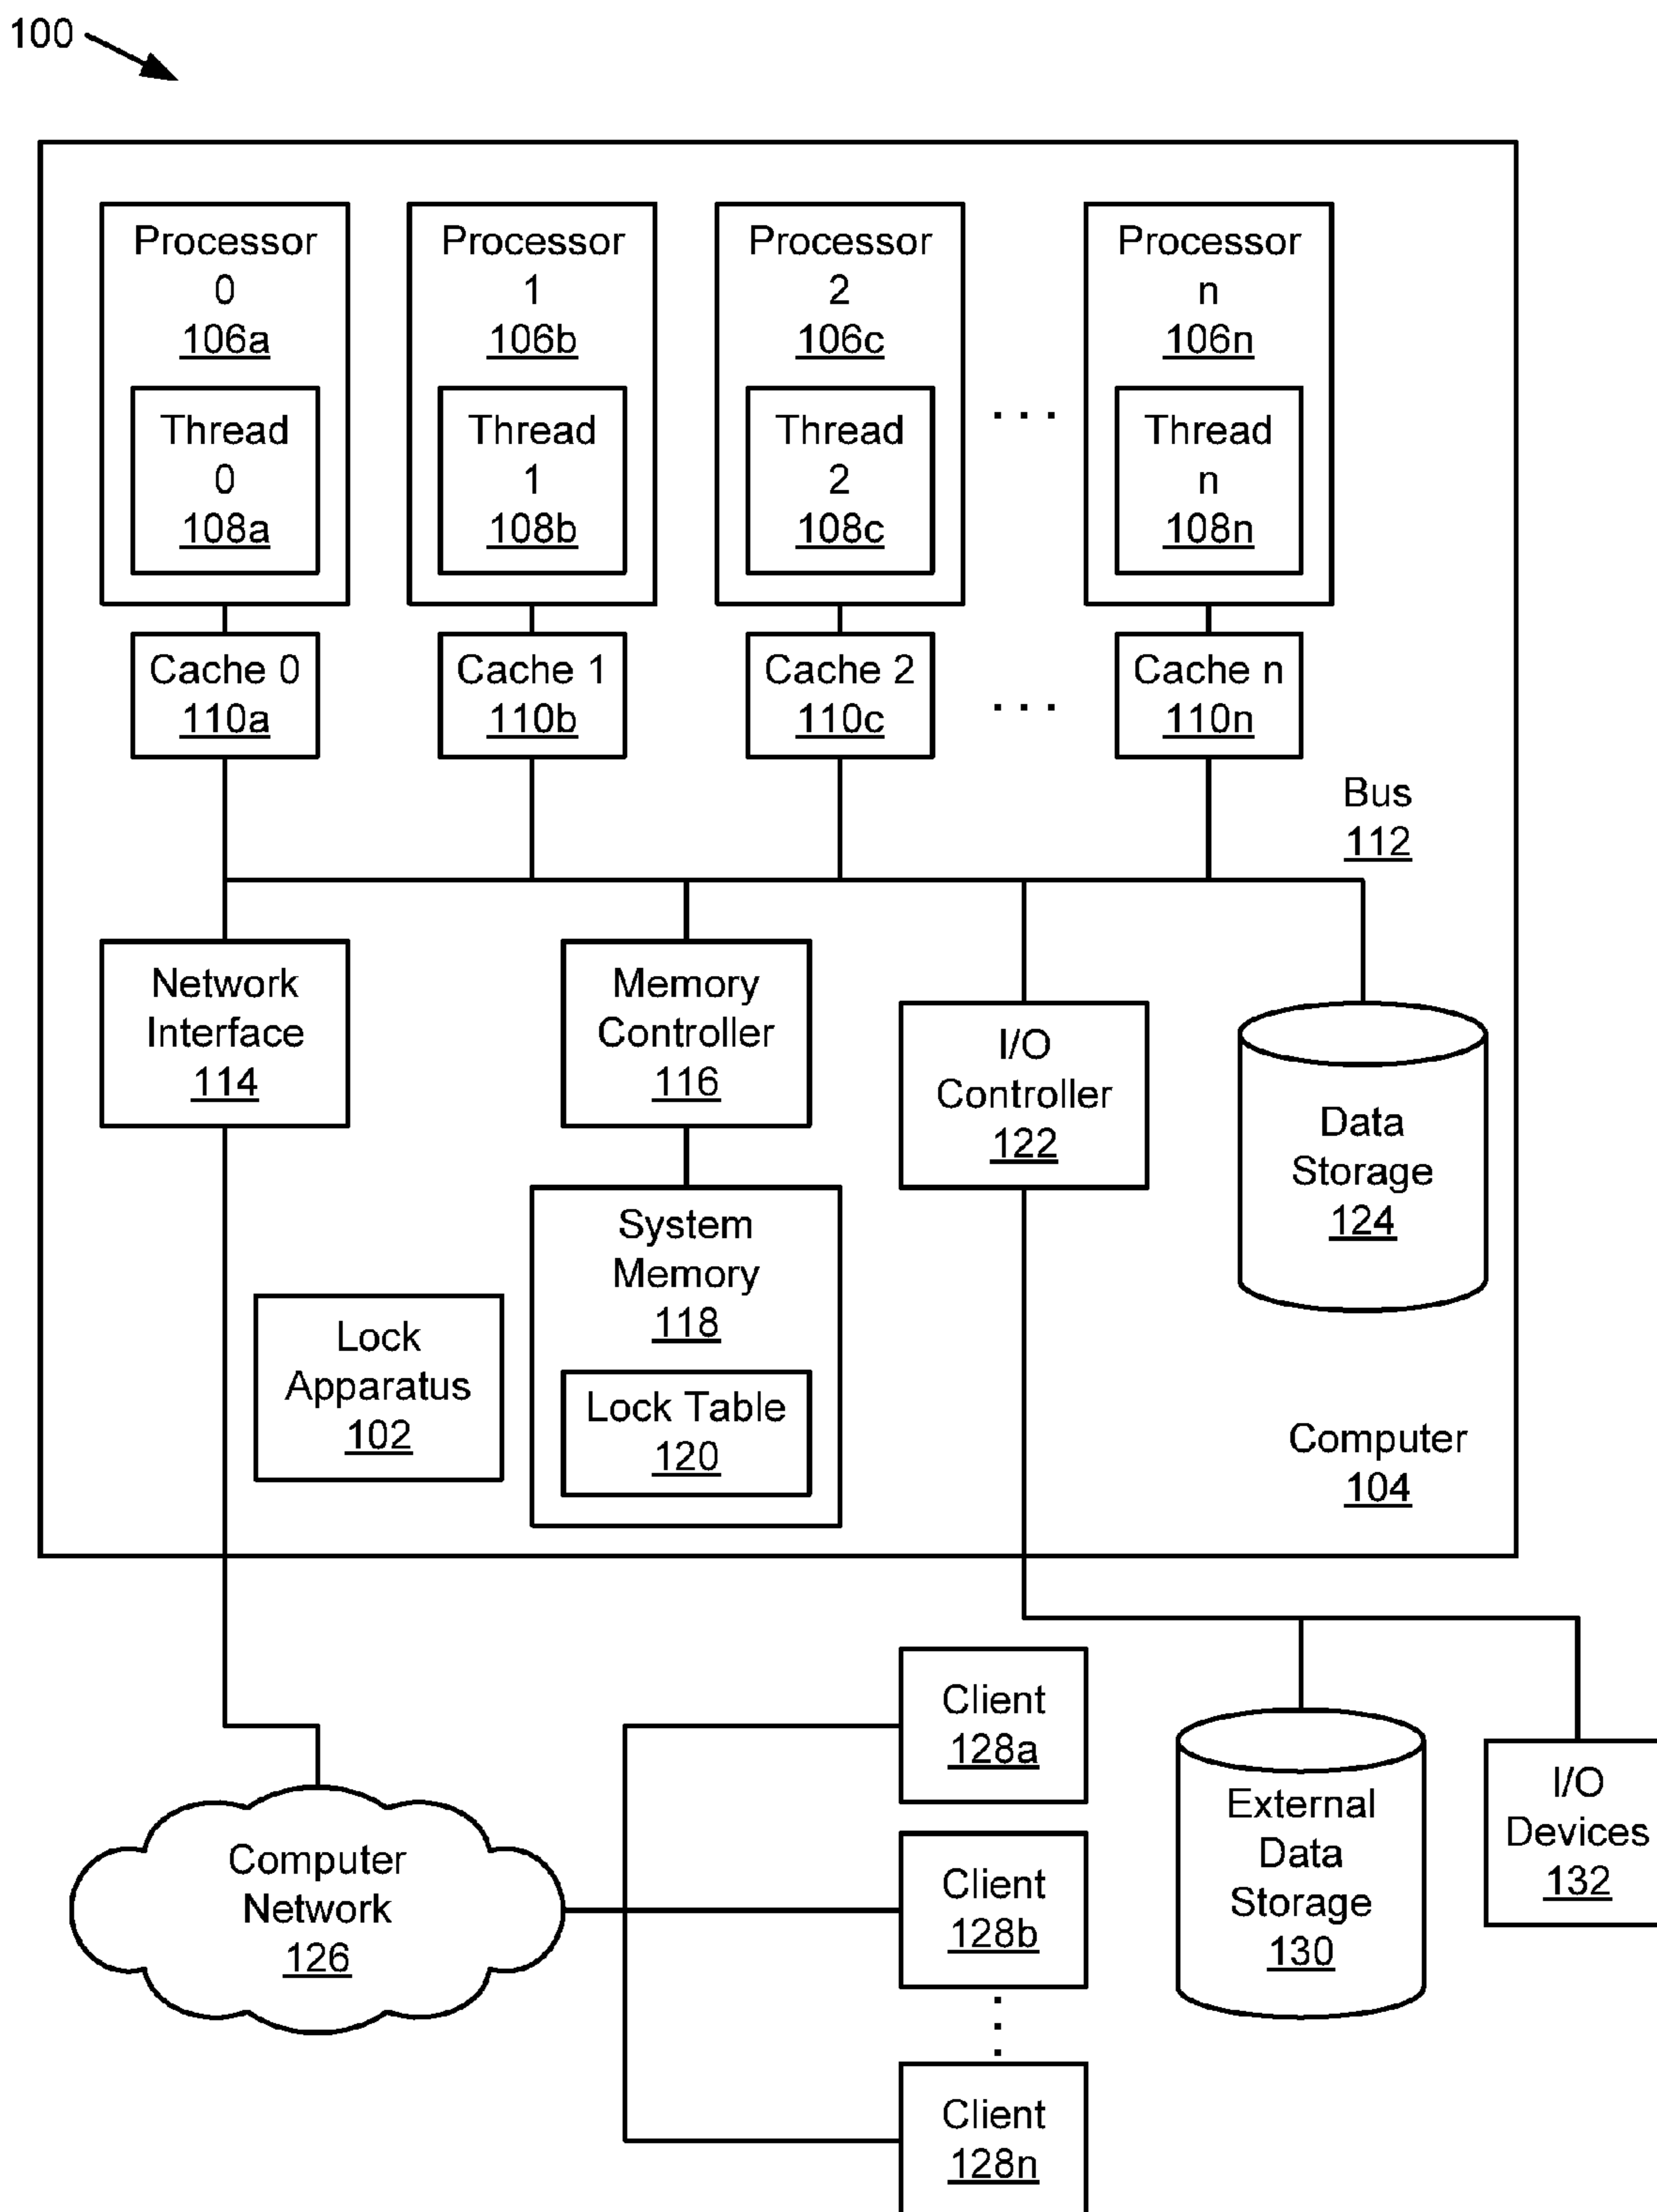 100
Processor
0
106a
Thread
0
108a
Processor
1
106b
Thread
1
108b
Processor
2
106c
Thread
2
108c
. . .
Processor
n
106n
Thread
n
108n
Cache 0
110a
Cache 1
110b
Cache 2
110c
. . .
Cache n
110n
Bus
112
Network
Interface
114
Memory
Controller
116
I/O
Controller
122
Data
Storage
124
System
Memory
118
Lock Table
120
Lock
Apparatus
102
Computer
104
Computer
Network
126
Client
128a
Client
128b
Client
128n
External
Data
Storage
130
I/O
Devices
132